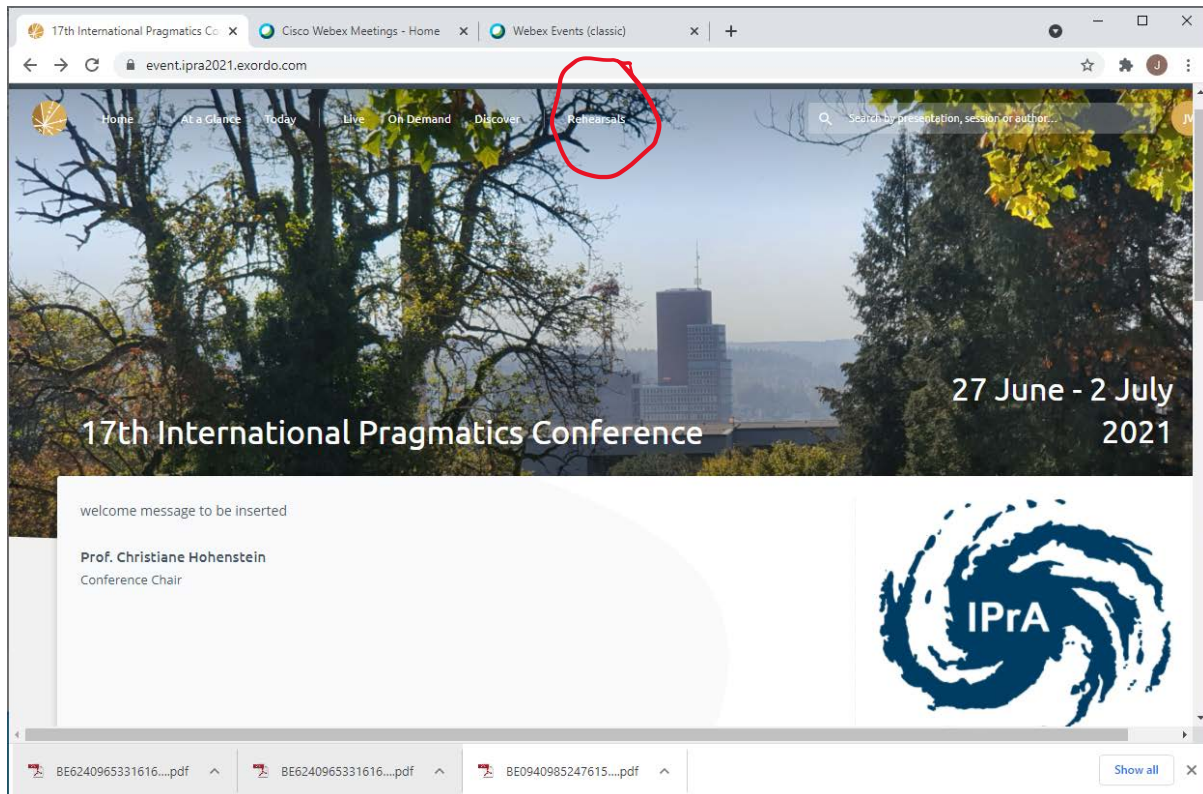 17th International Pragmatics Co
Cisco Webex Meetings - Home
Webex Events (classic)
event.ipra2021.exordo.com
J
Home At a Glance Today Live On Demand Discover Rehearsals
Search by presentation, session or author...
JV
27 June - 2 July
2021
17th International Pragmatics Conference
welcome message to be inserted
Prof. Christiane Hohenstein
Conference Chair
IPrA
BE6240965331616....pdf
BE6240965331616....pdf
BE0940985247615....pdf
Show all